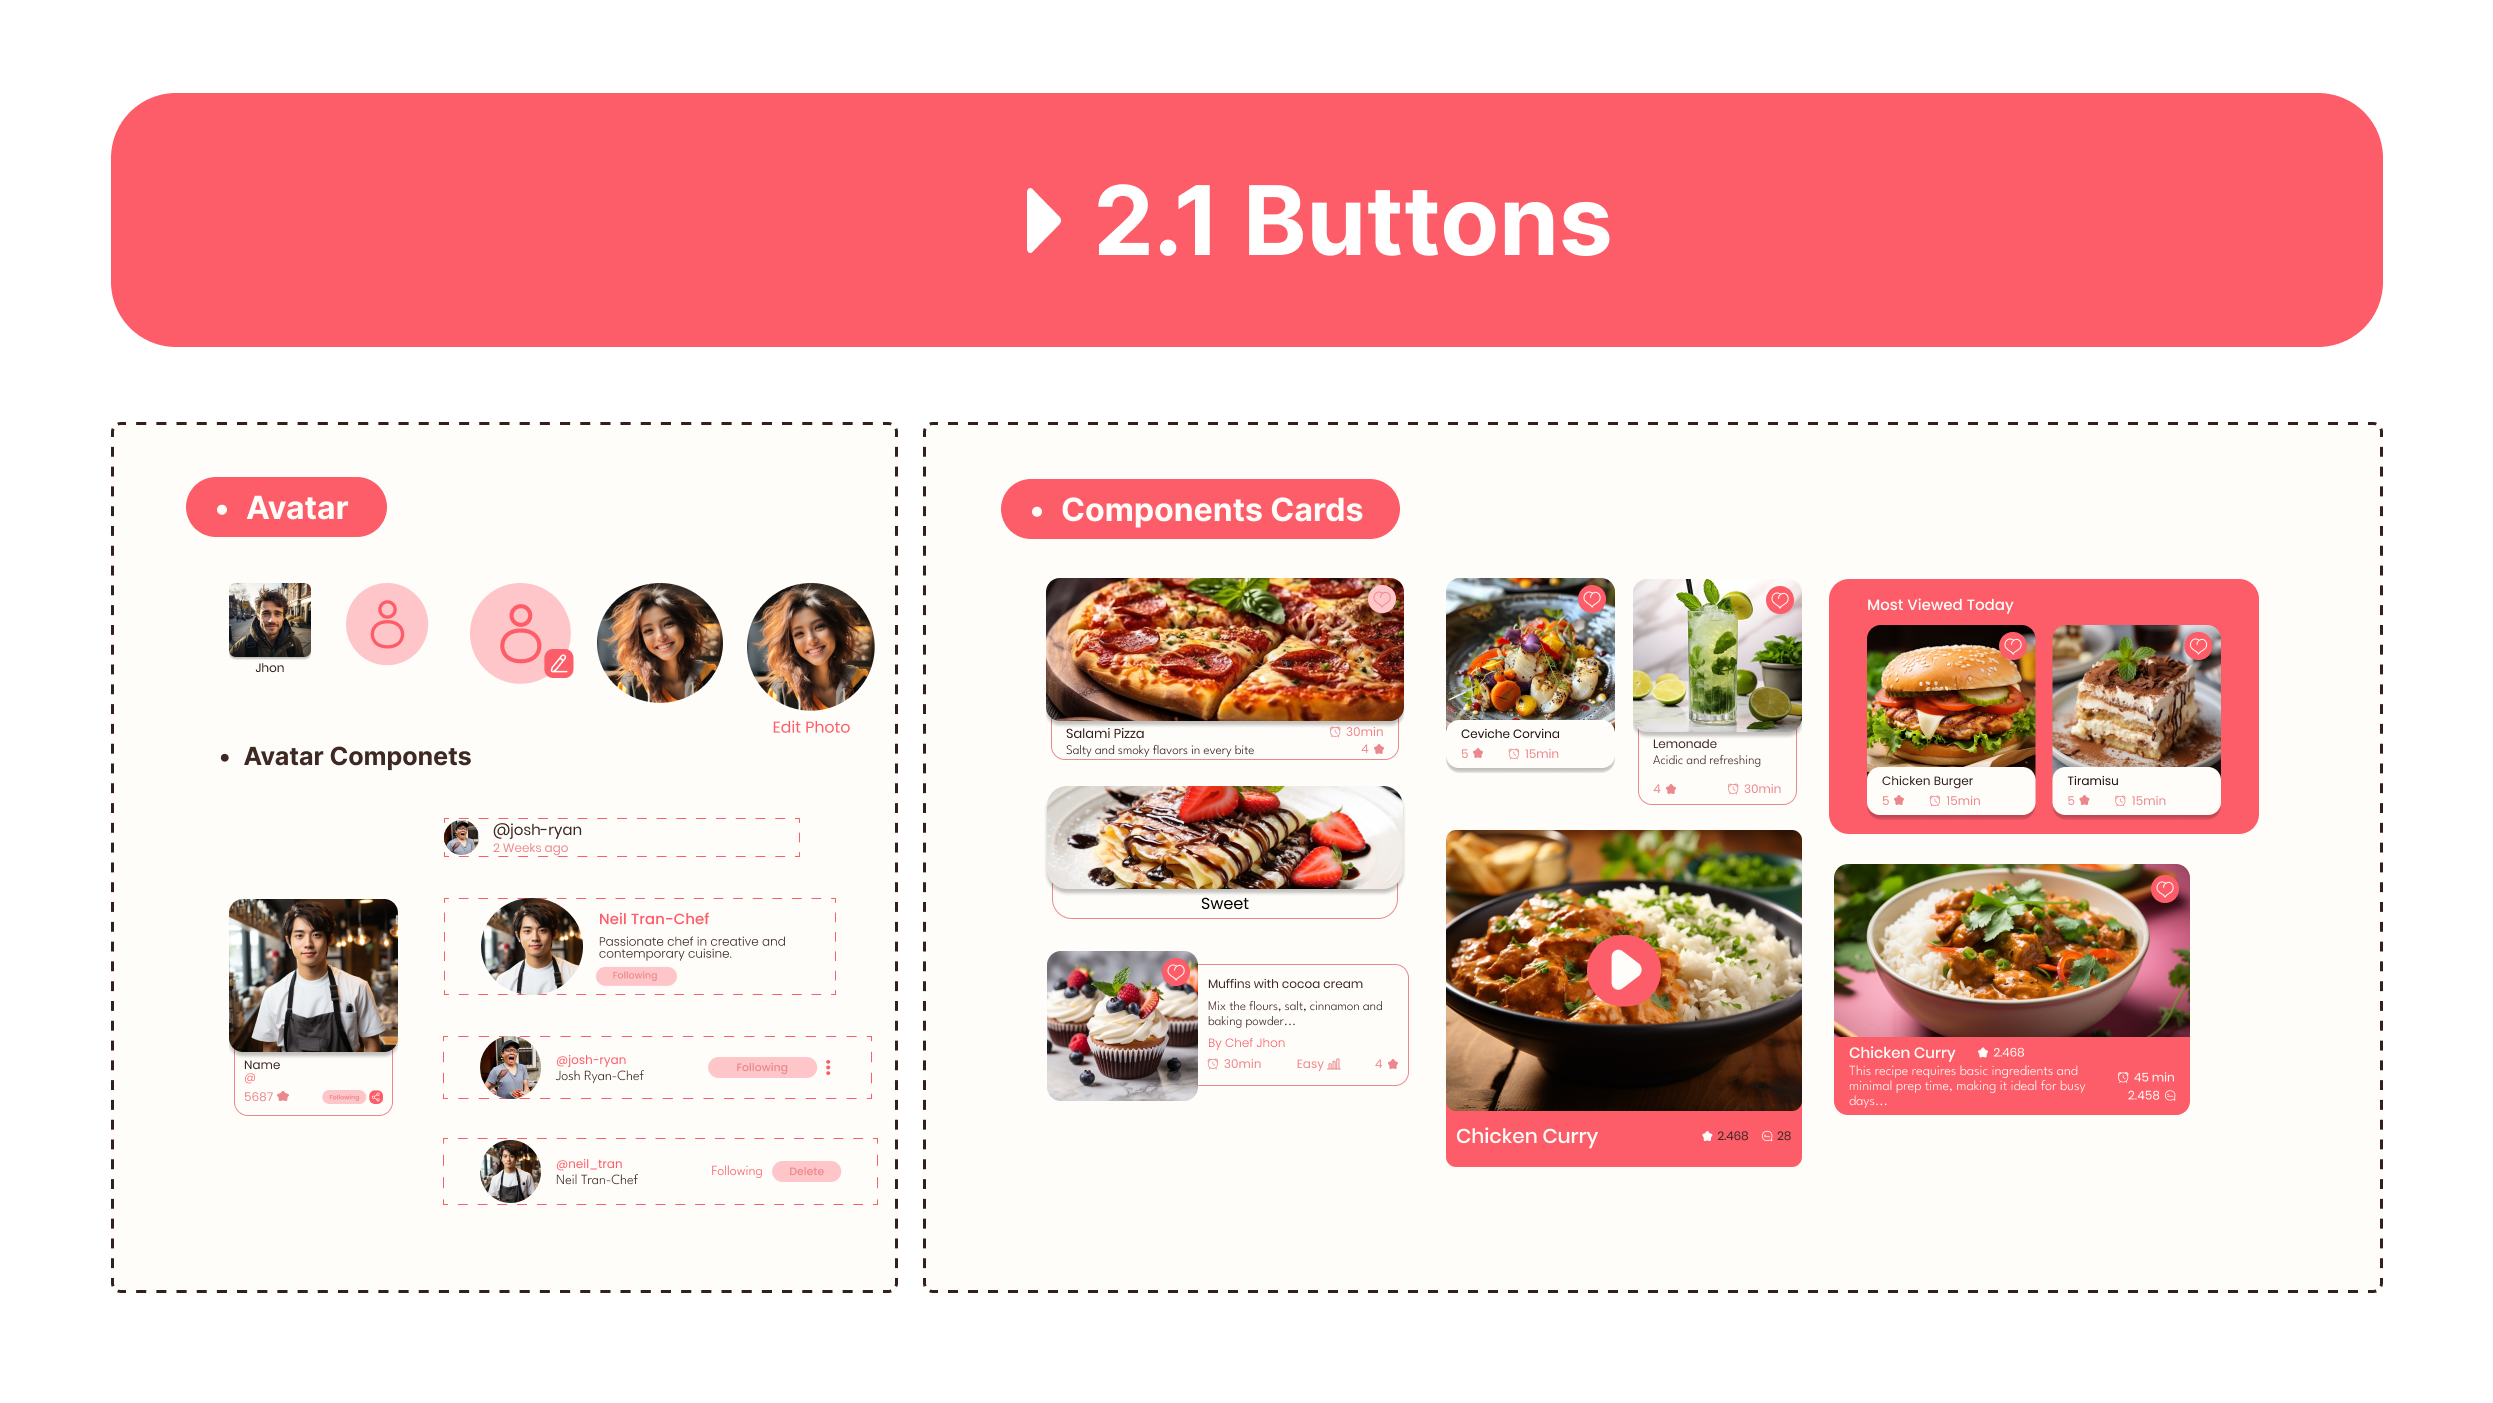 2.1 Buttons
• Avatar
Jhon
Edit Photo
• Avatar Componets
@josh-ryan
2 Weeks ago
Name
@
5687
Following
Neil Tran-Chef
Passionate chef in creative and
contemporary cuisine.
Following
@josh-ryan
Josh Ryan-Chef
Following
@neil_tran
Neil Tran-Chef
Following
Delete
• Components Cards
Salami Pizza
Salty and smoky flavors in every bite
30min
4
Sweet
Muffins with cocoa cream
Mix the flours, salt, cinnamon and
baking powder...
By Chef Jhon
30min
Easy
4
Ceviche Corvina
5
15min
Lemonade
Acidic and refreshing
4
30min
Chicken Curry
2.468
28
Most Viewed Today
Chicken Burger
5
15min
Tiramisu
5
15min
Chicken Curry
2.468
This recipe requires basic ingredients and
minimal prep time, making it ideal for busy
days...
45 min
2.458